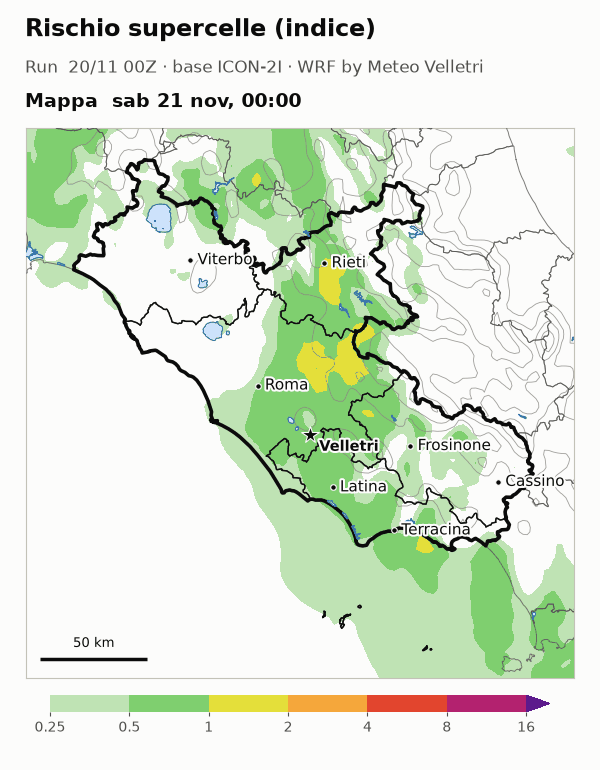 Rischio supercelle (indice)
Run  20/11 00Z · base ICON-2I · WRF by Meteo Velletri
Mappa  sab 21 nov, 00:00
Viterbo
Rieti
Roma
Velletri
Frosinone
Latina
Cassino
Terracina
50 km
0.25 0.5 1 2 4 8 16